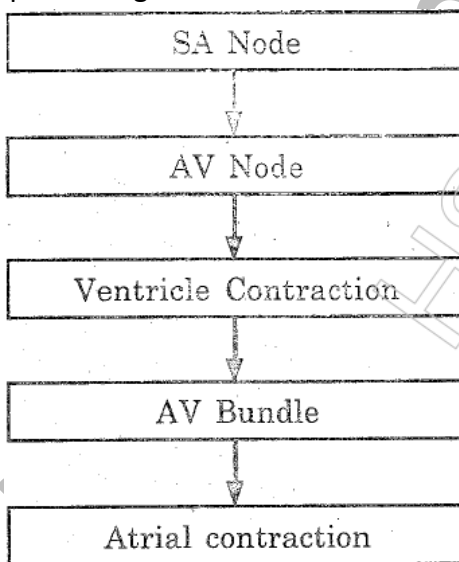 SA Node
AV Node
Ventricle Contraction
AV Bundle
Atrial contraction